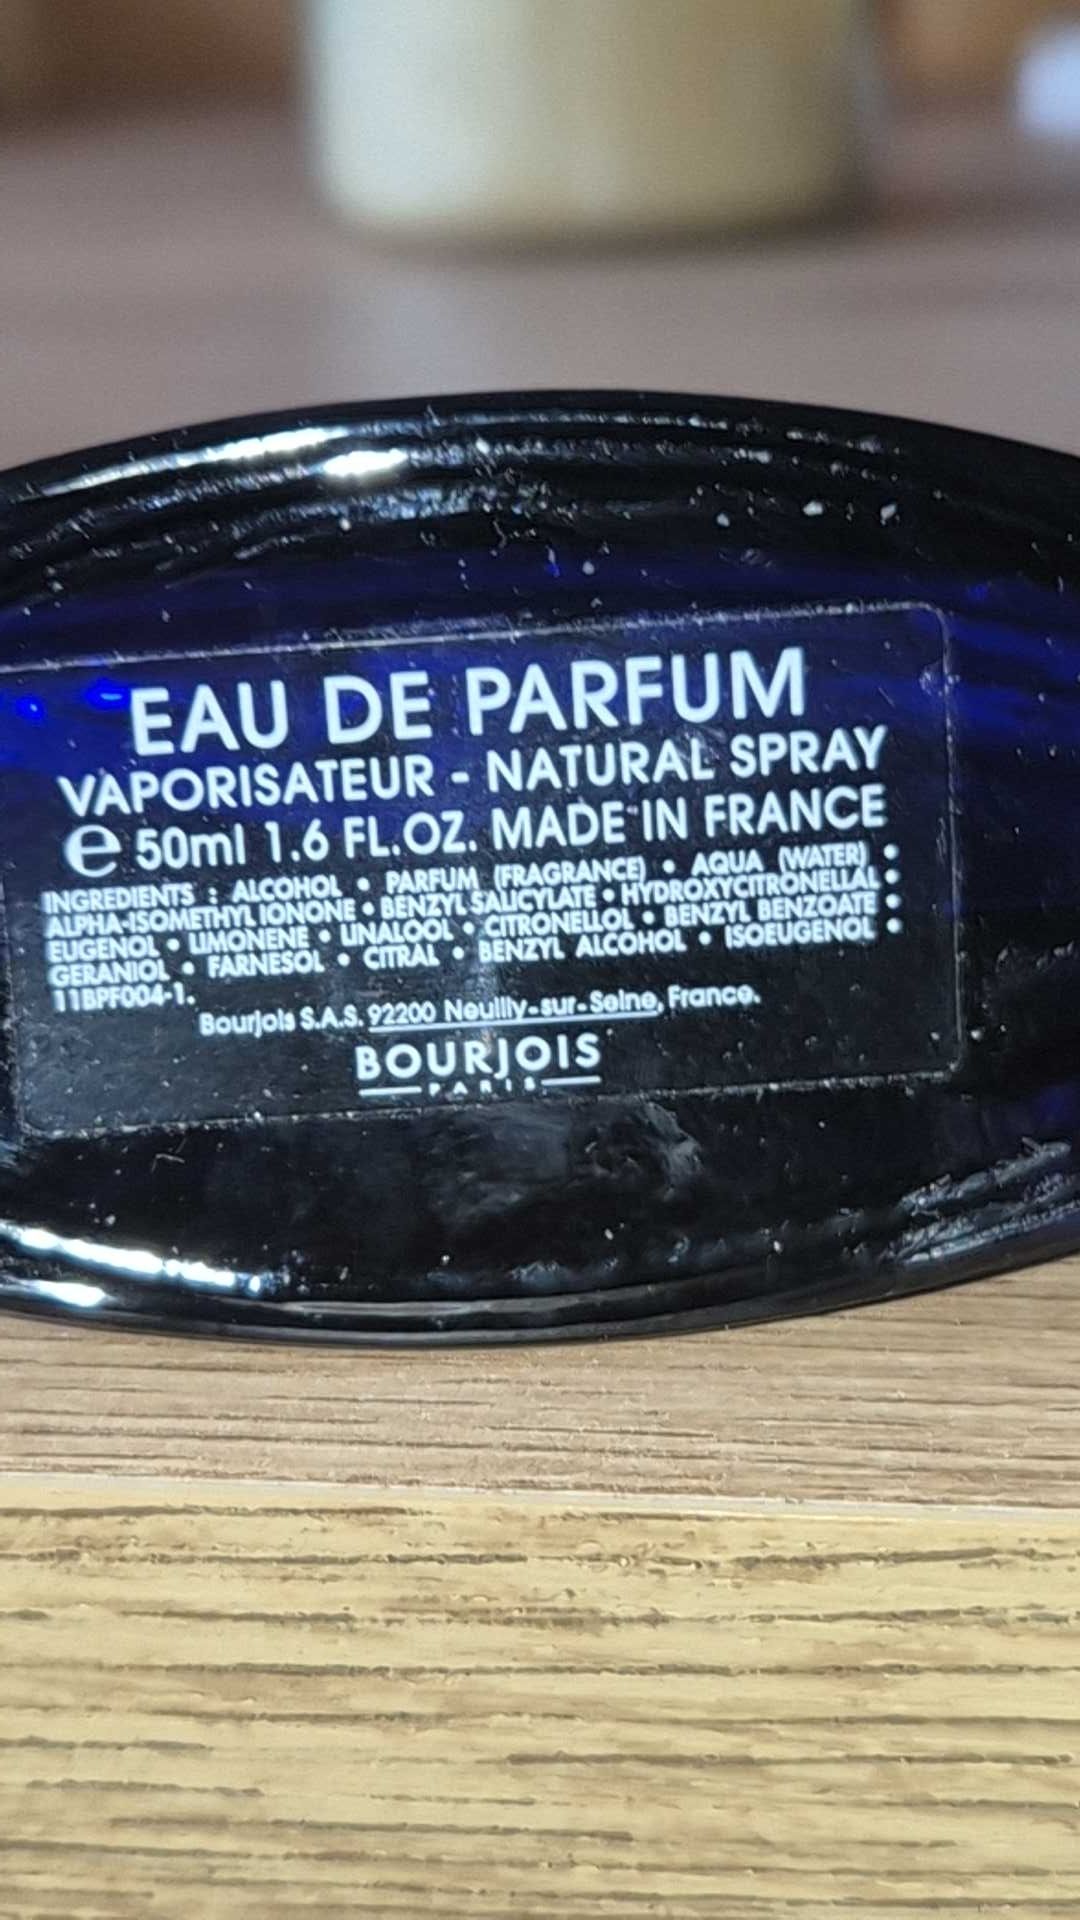 EAU DE PARFUM
VAPORISATEUR - NATURAL SPRAY
℮ 50ml 1.6 FL.OZ. MADE IN FRANCE
INGREDIENTS : ALCOHOL • PARFUM (FRAGRANCE) • AQUA (WATER) •
ALPHA-ISOMETHYL IONONE • BENZYL SALICYLATE • HYDROXYCITRONELLAL •
EUGENOL • LIMONENE • LINALOOL • CITRONELLOL • BENZYL BENZOATE •
GERANIOL • FARNESOL • CITRAL • BENZYL ALCOHOL • ISOEUGENOL •
11BPF004-1.
Bourjois S.A.S. 92200 Neuilly-sur-Seine, France.
BOURJOIS
PARIS